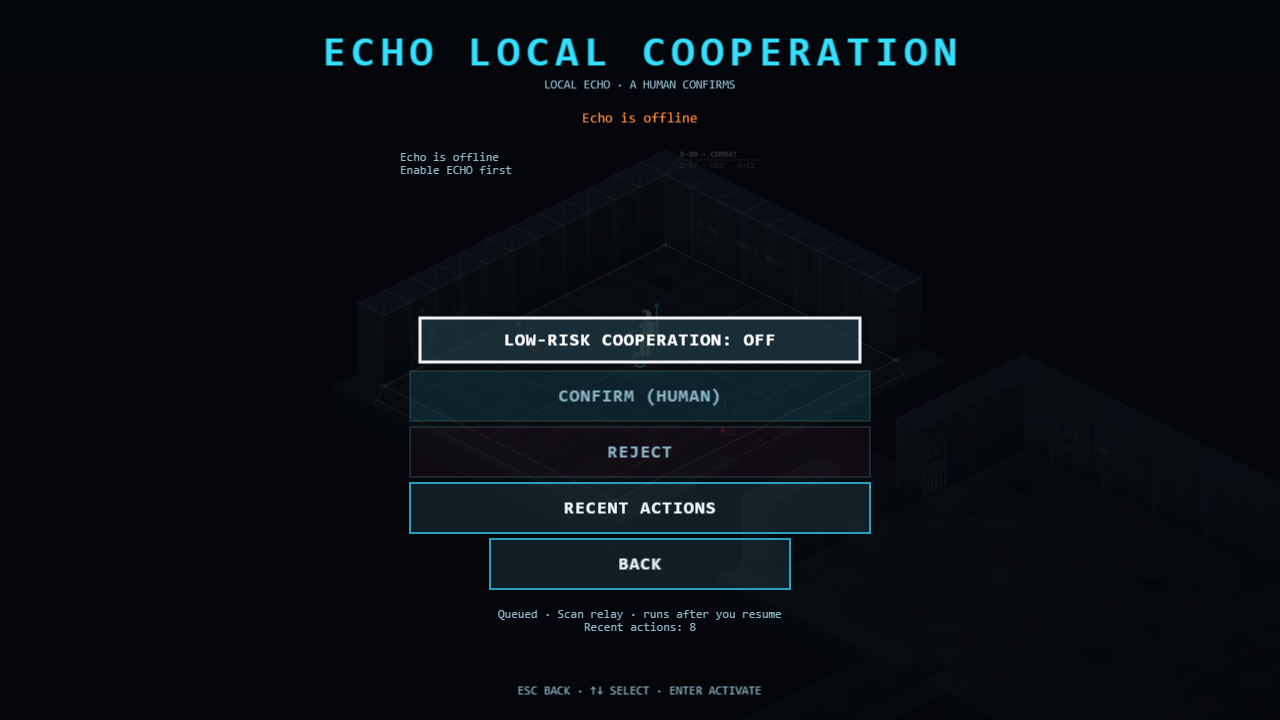 ECHO LOCAL COOPERATION
LOCAL ECHO · A HUMAN CONFIRMS
Echo is offline
Echo is offline
Enable ECHO first
LOW-RISK COOPERATION: OFF
CONFIRM (HUMAN)
REJECT
RECENT ACTIONS
BACK
Queued · Scan relay · runs after you resume
Recent actions: 8
ESC BACK · ↑↓ SELECT · ENTER ACTIVATE